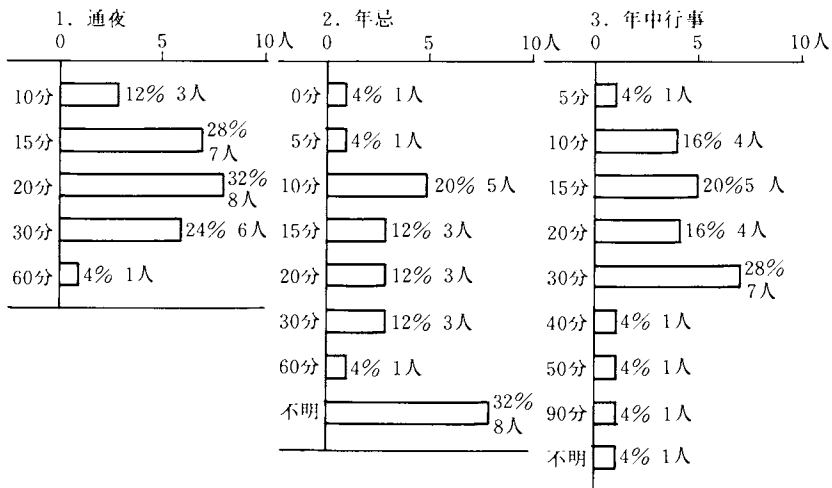 1. 通夜
0 5 10人
10分 12% 3人
15分 28%
7人
20分 32%
8人
30分 24% 6人
60分 4% 1人
2. 年忌
0 5 10人
0分 4% 1人
5分 4% 1人
10分 20% 5人
15分 12% 3人
20分 12% 3人
30分 12% 3人
60分 4% 1人
不明 32%
8人
3. 年中行事
0 5 10人
5分 4% 1人
10分 16% 4人
15分 20%5 人
20分 16% 4人
30分 28%
7人
40分 4% 1人
50分 4% 1人
90分 4% 1人
不明 4% 1人